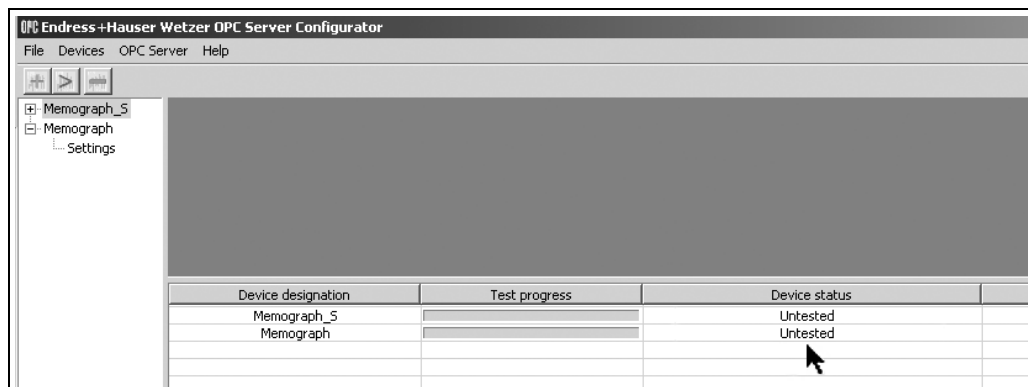 OPC Endress+Hauser Wetzer OPC Server Configurator
File Devices OPC Server Help
Memograph_S
Memograph
Settings
Device designation Test progress Device status
Memograph_S Untested
Memograph Untested